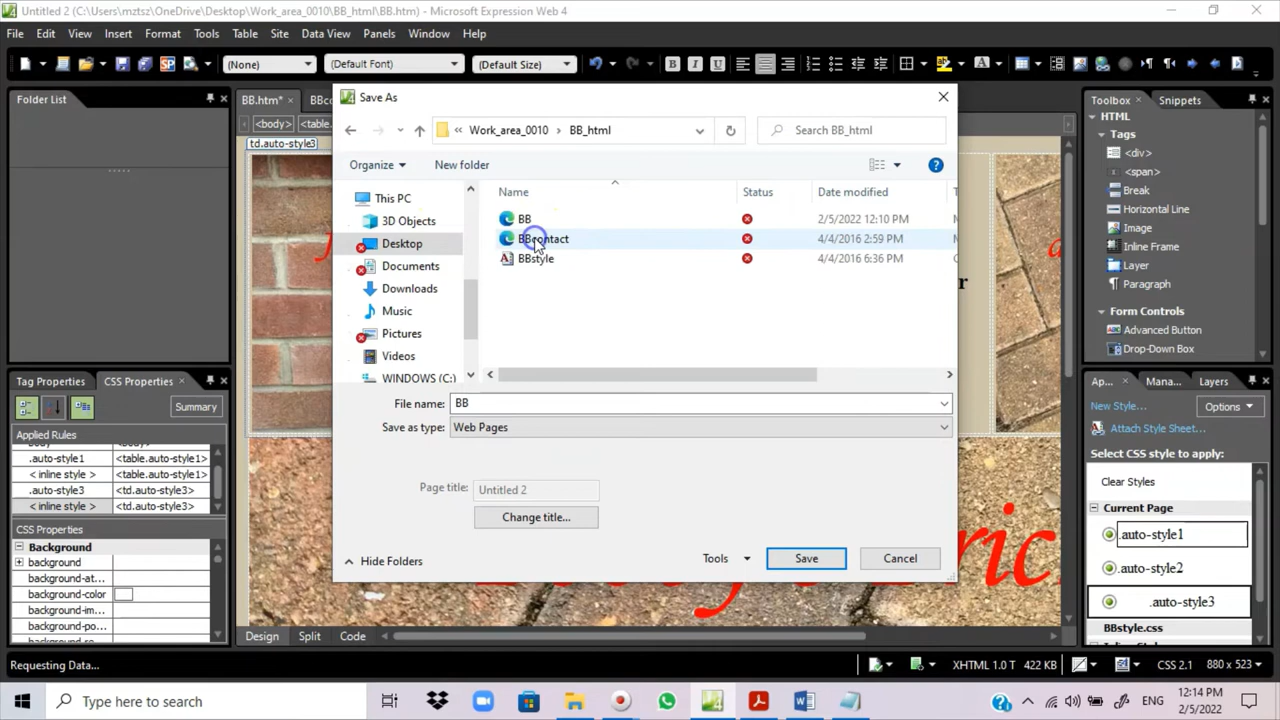 Untitled 2 (C:\Users\mztsz\OneDrive\Desktop\Work_area_0010\BB_html\BB.htm) - Microsoft Expression Web 4
File Edit View Insert Format Tools Table Site Data View Panels Window Help
(None) (Default Font) (Default Size)
Folder List
BB.htm*
<body> <table.
td.auto-style3
Save As
Work_area_0010 BB_html
Search BB_html
Organize New folder
Name Status Date modified
This PC
3D Objects
Desktop
Documents
Downloads
Music
Pictures
Videos
WINDOWS (C:)
BB 2/5/2022 12:10 PM
BBcontact 4/4/2016 2:59 PM
BBstyle 4/4/2016 6:36 PM
File name: BB
Save as type: Web Pages
Page title: Untitled 2
Change title...
Hide Folders
Tools Save Cancel
Toolbox Snippets
HTML
Tags
<div>
<span>
Break
Horizontal Line
Image
Inline Frame
Layer
Paragraph
Form Controls
Advanced Button
Drop-Down Box
Tag Properties CSS Properties
Summary
Applied Rules
.auto-style1 <table.auto-style1>
< inline style > <table.auto-style1>
.auto-style3 <td.auto-style3>
< inline style > <td.auto-style3>
CSS Properties
Background
background
background-at...
background-color
background-im...
background-po...
Ap... Mana... Layers
New Style... Options
Attach Style Sheet...
Select CSS style to apply:
Clear Styles
Current Page
.auto-style1
.auto-style2
.auto-style3
BBstyle.css
Design Split Code
Requesting Data...
XHTML 1.0 T 422 KB CSS 2.1 880 x 523
Type here to search
ENG
12:14 PM
2/5/2022